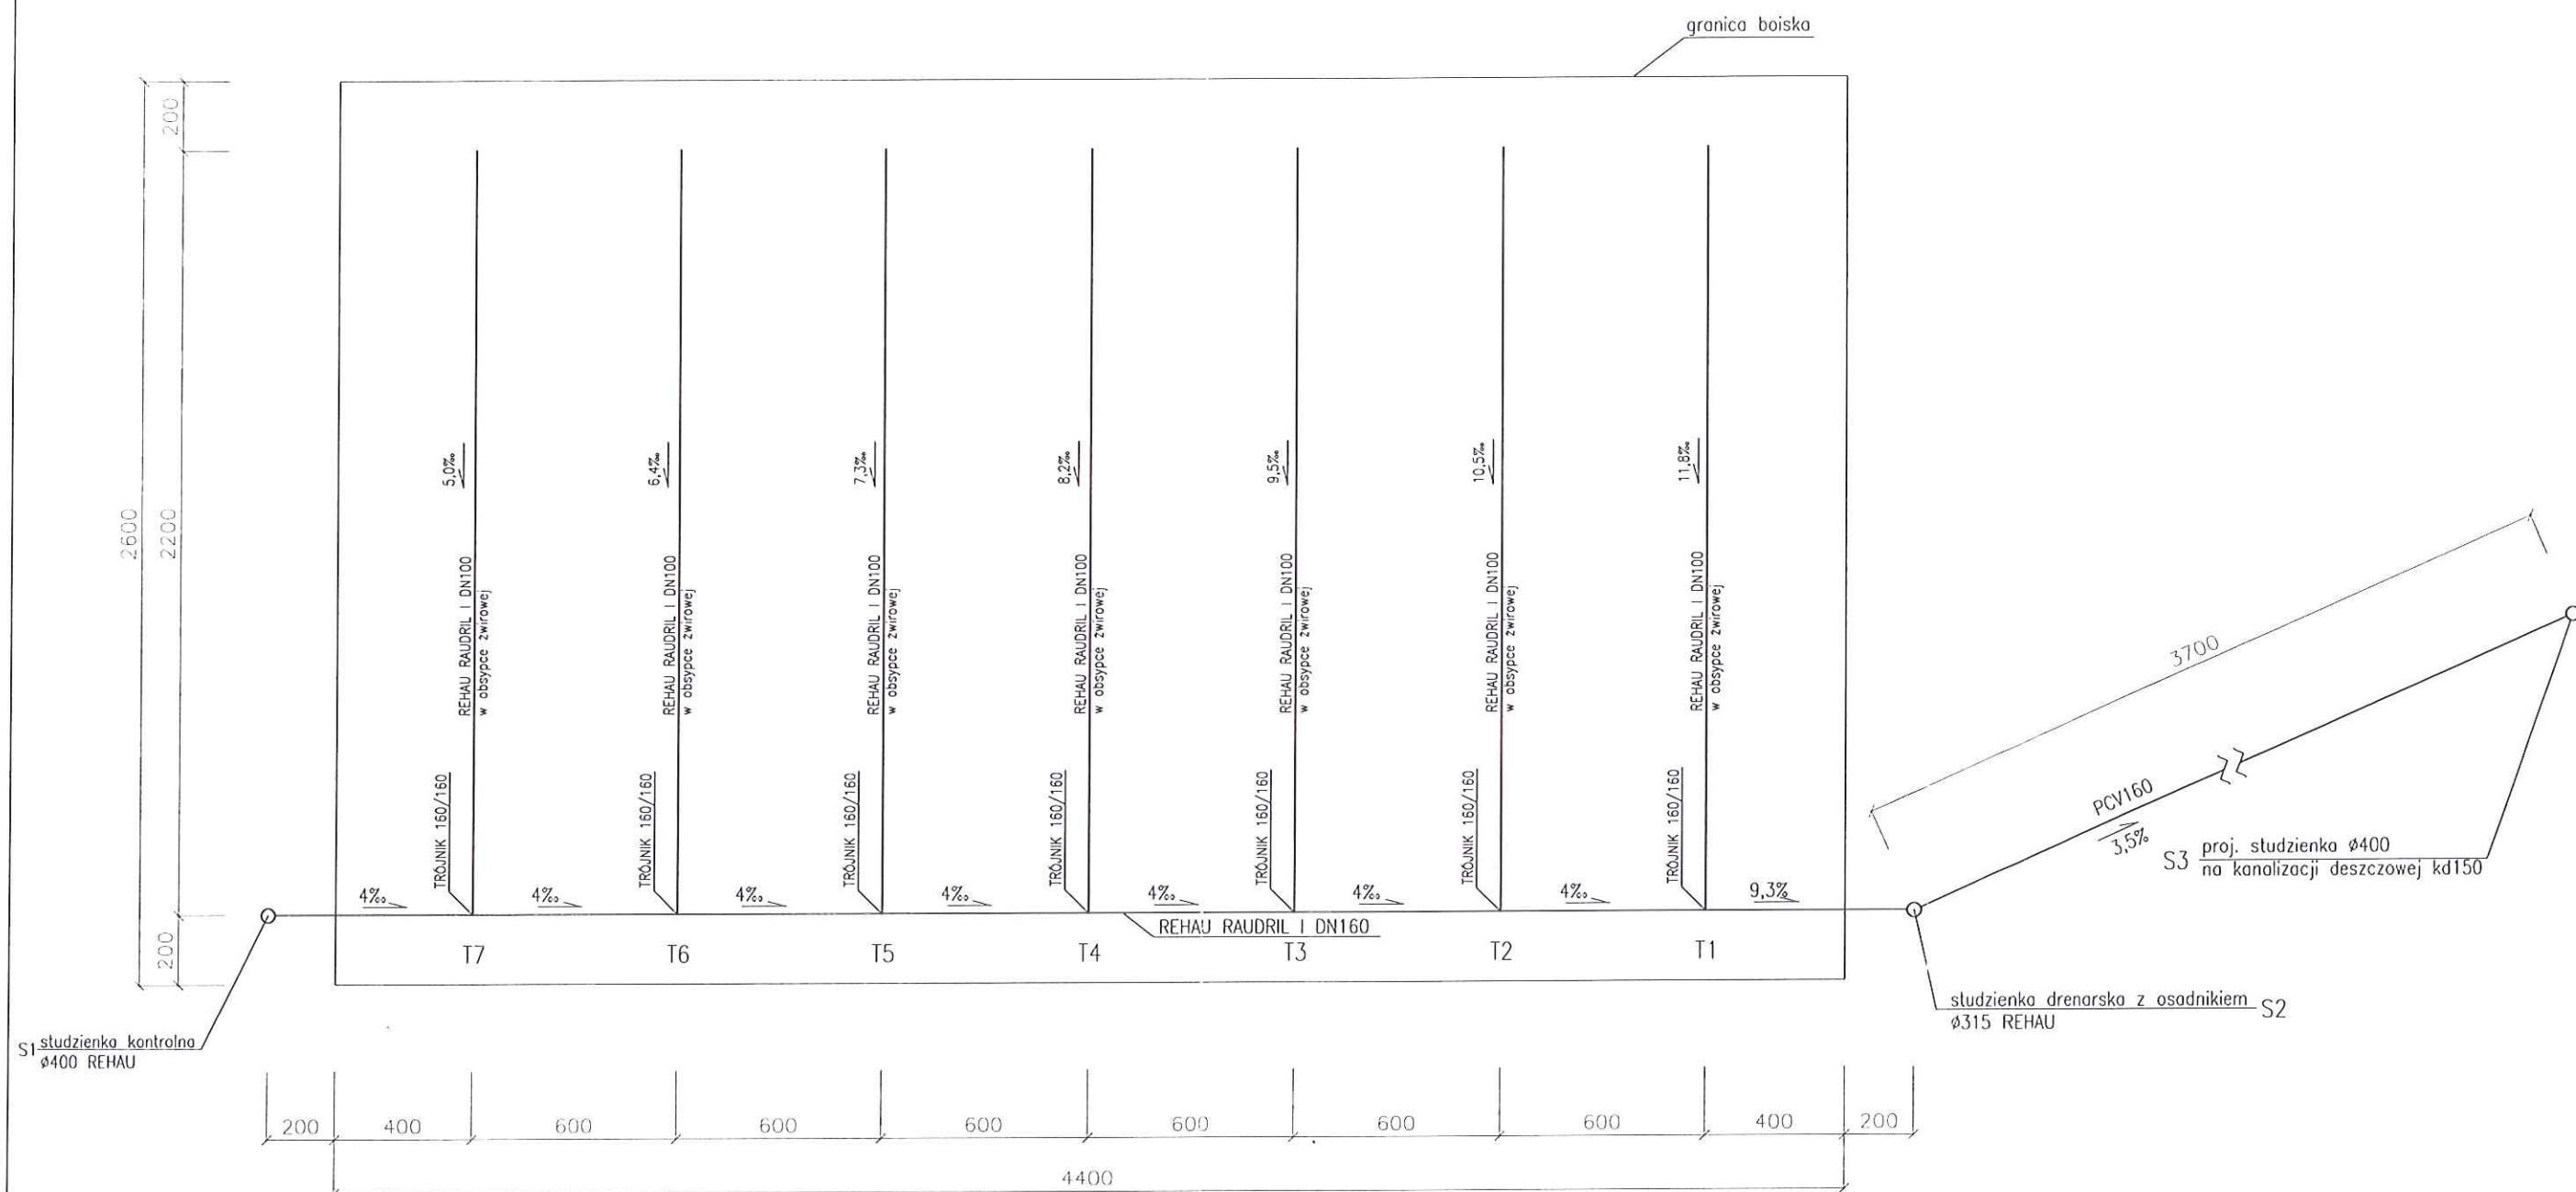 granica boiska
200
2600
2200
200
5,0‰
6,4‰
7,3‰
8,2‰
9,5‰
10,5‰
11,8‰
REHAU RAUDRIL I DN100
w obsypce żwirowej
REHAU RAUDRIL I DN100
w obsypce żwirowej
REHAU RAUDRIL I DN100
w obsypce żwirowej
REHAU RAUDRIL I DN100
w obsypce żwirowej
REHAU RAUDRIL I DN100
w obsypce żwirowej
REHAU RAUDRIL I DN100
w obsypce żwirowej
REHAU RAUDRIL I DN100
w obsypce żwirowej
TRÓJNIK 160/160
TRÓJNIK 160/160
TRÓJNIK 160/160
TRÓJNIK 160/160
TRÓJNIK 160/160
TRÓJNIK 160/160
TRÓJNIK 160/160
4‰
4‰
4‰
4‰
4‰
4‰
4‰
9,3%
REHAU RAUDRIL I DN160
T7
T6
T5
T4
T3
T2
T1
3700
PCV160
3,5%
S3
proj. studzienka ø400
na kanalizacji deszczowej kd150
studzienka drenarska z osadnikiem
ø315 REHAU
S2
S1
studzienka kontrolna
ø400 REHAU
200
400
600
600
600
600
600
600
400
200
4400